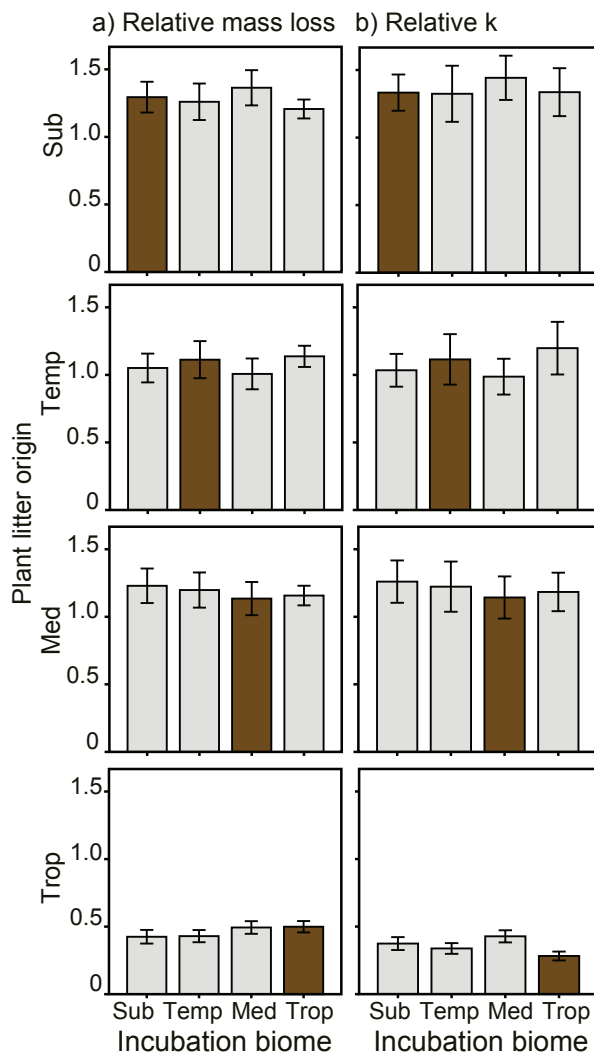 a) Relative mass loss b) Relative k
Plant litter origin
Sub
1.5
1.0
0.5
0
Temp
1.5
1.0
0.5
0
Med
1.5
1.0
0.5
0
Trop
1.5
1.0
0.5
0
Sub Temp Med Trop Sub Temp Med Trop
Incubation biome Incubation biome